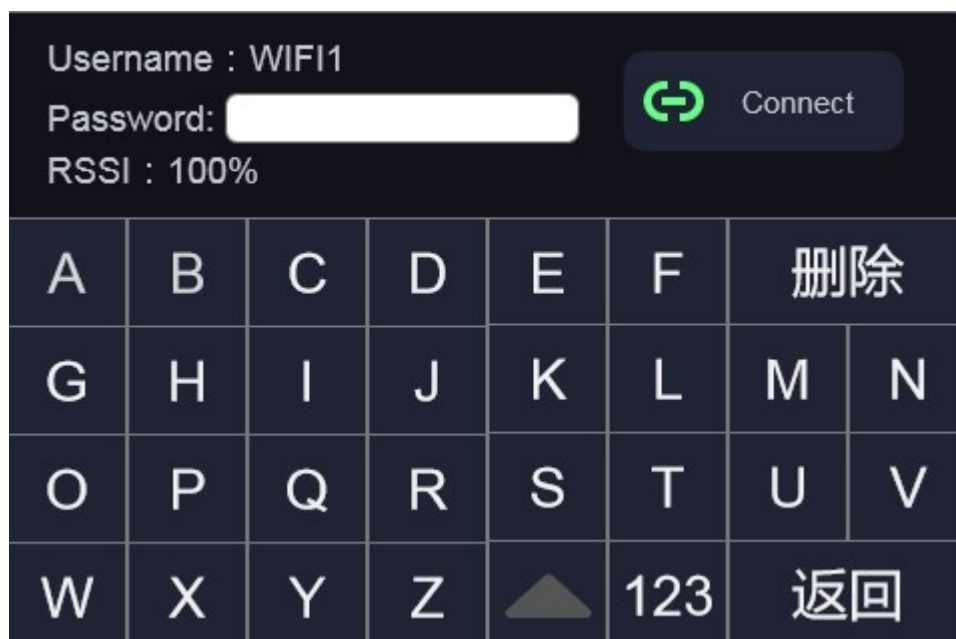 Username：WIFI1
Password:
Connect
RSSI：100%
A B C D E F 删除
G H I J K L M N
O P Q R S T U V
W X Y Z 123 返回